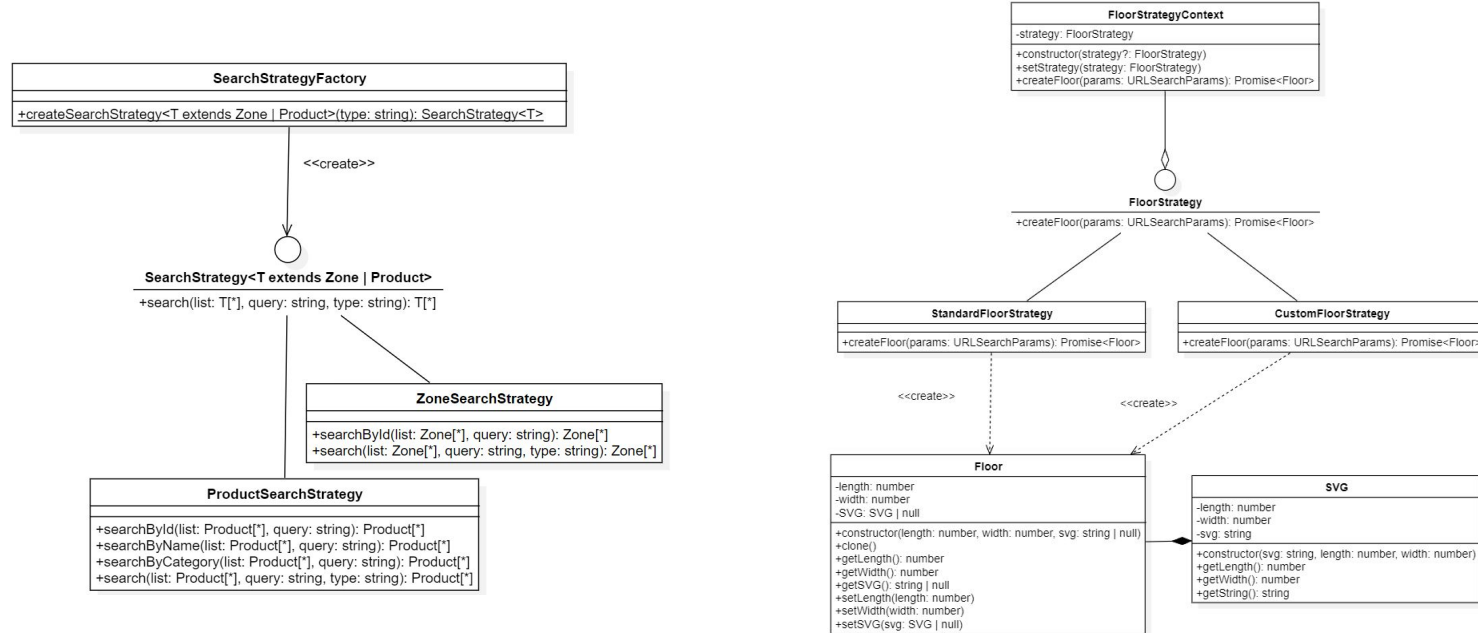 SearchStrategyFactory
+createSearchStrategy<T extends Zone | Product>(type: string): SearchStrategy<T>
<<create>>
SearchStrategy<T extends Zone | Product>
+search(list: T[*], query: string, type: string): T[*]
ZoneSearchStrategy
+searchById(list: Zone[*], query: string): Zone[*]
+search(list: Zone[*], query: string, type: string): Zone[*]
ProductSearchStrategy
+searchById(list: Product[*], query: string): Product[*]
+searchByName(list: Product[*], query: string): Product[*]
+searchByCategory(list: Product[*], query: string): Product[*]
+search(list: Product[*], query: string, type: string): Product[*]
FloorStrategyContext
-strategy: FloorStrategy
+constructor(strategy?: FloorStrategy)
+setStrategy(strategy: FloorStrategy)
+createFloor(params: URLSearchParams): Promise<Floor>
FloorStrategy
+createFloor(params: URLSearchParams): Promise<Floor>
StandardFloorStrategy
+createFloor(params: URLSearchParams): Promise<Floor>
CustomFloorStrategy
+createFloor(params: URLSearchParams): Promise<Floor>
<<create>>
<<create>>
Floor
-length: number
-width: number
-SVG: SVG | null
+constructor(length: number, width: number, svg: string | null)
+clone()
+getLength(): number
+getWidth(): number
+getSVG(): string | null
+setLength(length: number)
+setWidth(width: number)
+setSVG(svg: SVG | null)
SVG
-length: number
-width: number
-svg: string
+constructor(svg: string, length: number, width: number)
+getLength(): number
+getWidth(): number
+getString(): string